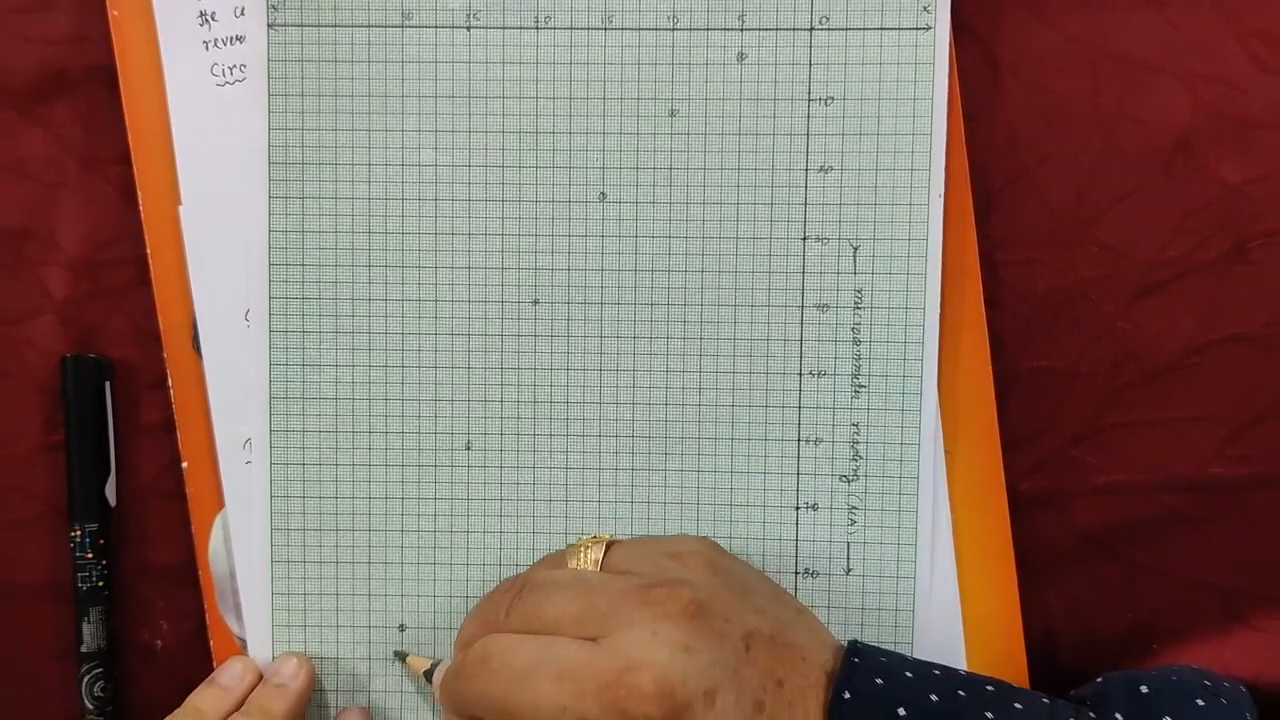 the
rever
Circ
X' 30 25 20 15 10 5 0 X
10
20
30
40
50
60
70
80
microammeter reading (μA)